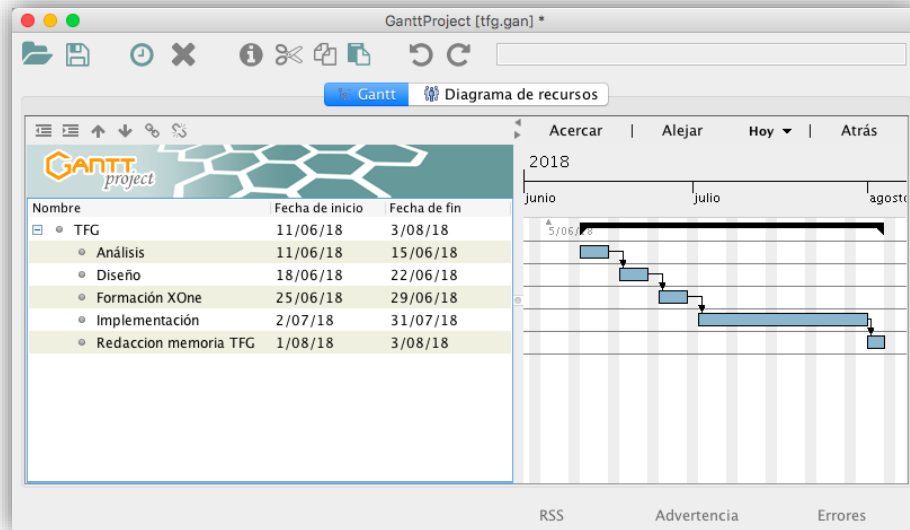 GanttProject [tfg.gan] *
Gantt Diagrama de recursos
Acercar | Alejar Hoy | Atrás
GANTT project
2018
junio julio agosto
Nombre Fecha de inicio Fecha de fin
5/06/18
TFG 11/06/18 3/08/18
Análisis 11/06/18 15/06/18
Diseño 18/06/18 22/06/18
Formación XOne 25/06/18 29/06/18
Implementación 2/07/18 31/07/18
Redaccion memoria TFG 1/08/18 3/08/18
RSS Advertencia Errores